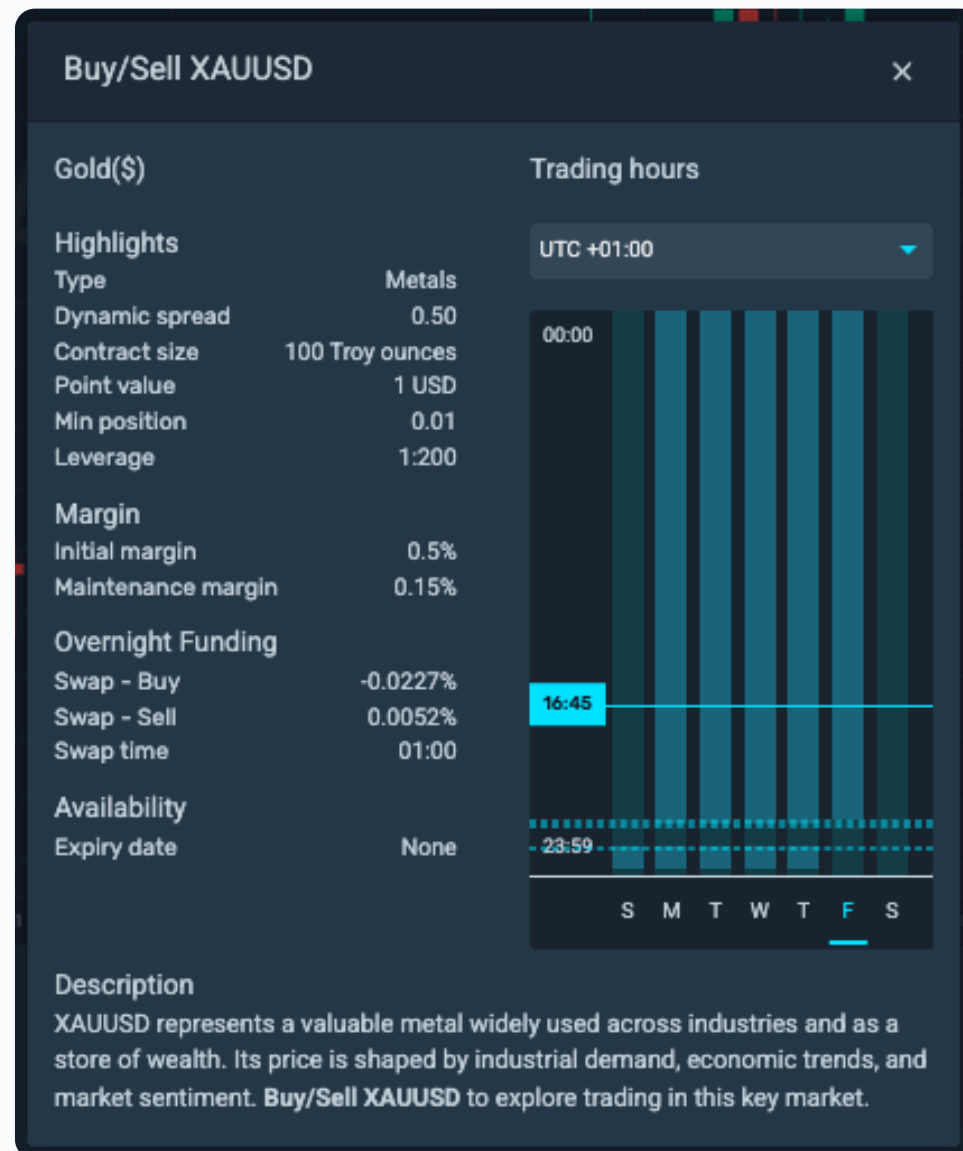 Buy/Sell XAUUSD ×
Gold($)
Highlights
Type Metals
Dynamic spread 0.50
Contract size 100 Troy ounces
Point value 1 USD
Min position 0.01
Leverage 1:200
Margin
Initial margin 0.5%
Maintenance margin 0.15%
Overnight Funding
Swap - Buy -0.0227%
Swap - Sell 0.0052%
Swap time 01:00
Availability
Expiry date None
Trading hours
UTC +01:00
00:00
16:45
23:59
S M T W T F S
Description
XAUUSD represents a valuable metal widely used across industries and as a
store of wealth. Its price is shaped by industrial demand, economic trends, and
market sentiment. Buy/Sell XAUUSD to explore trading in this key market.